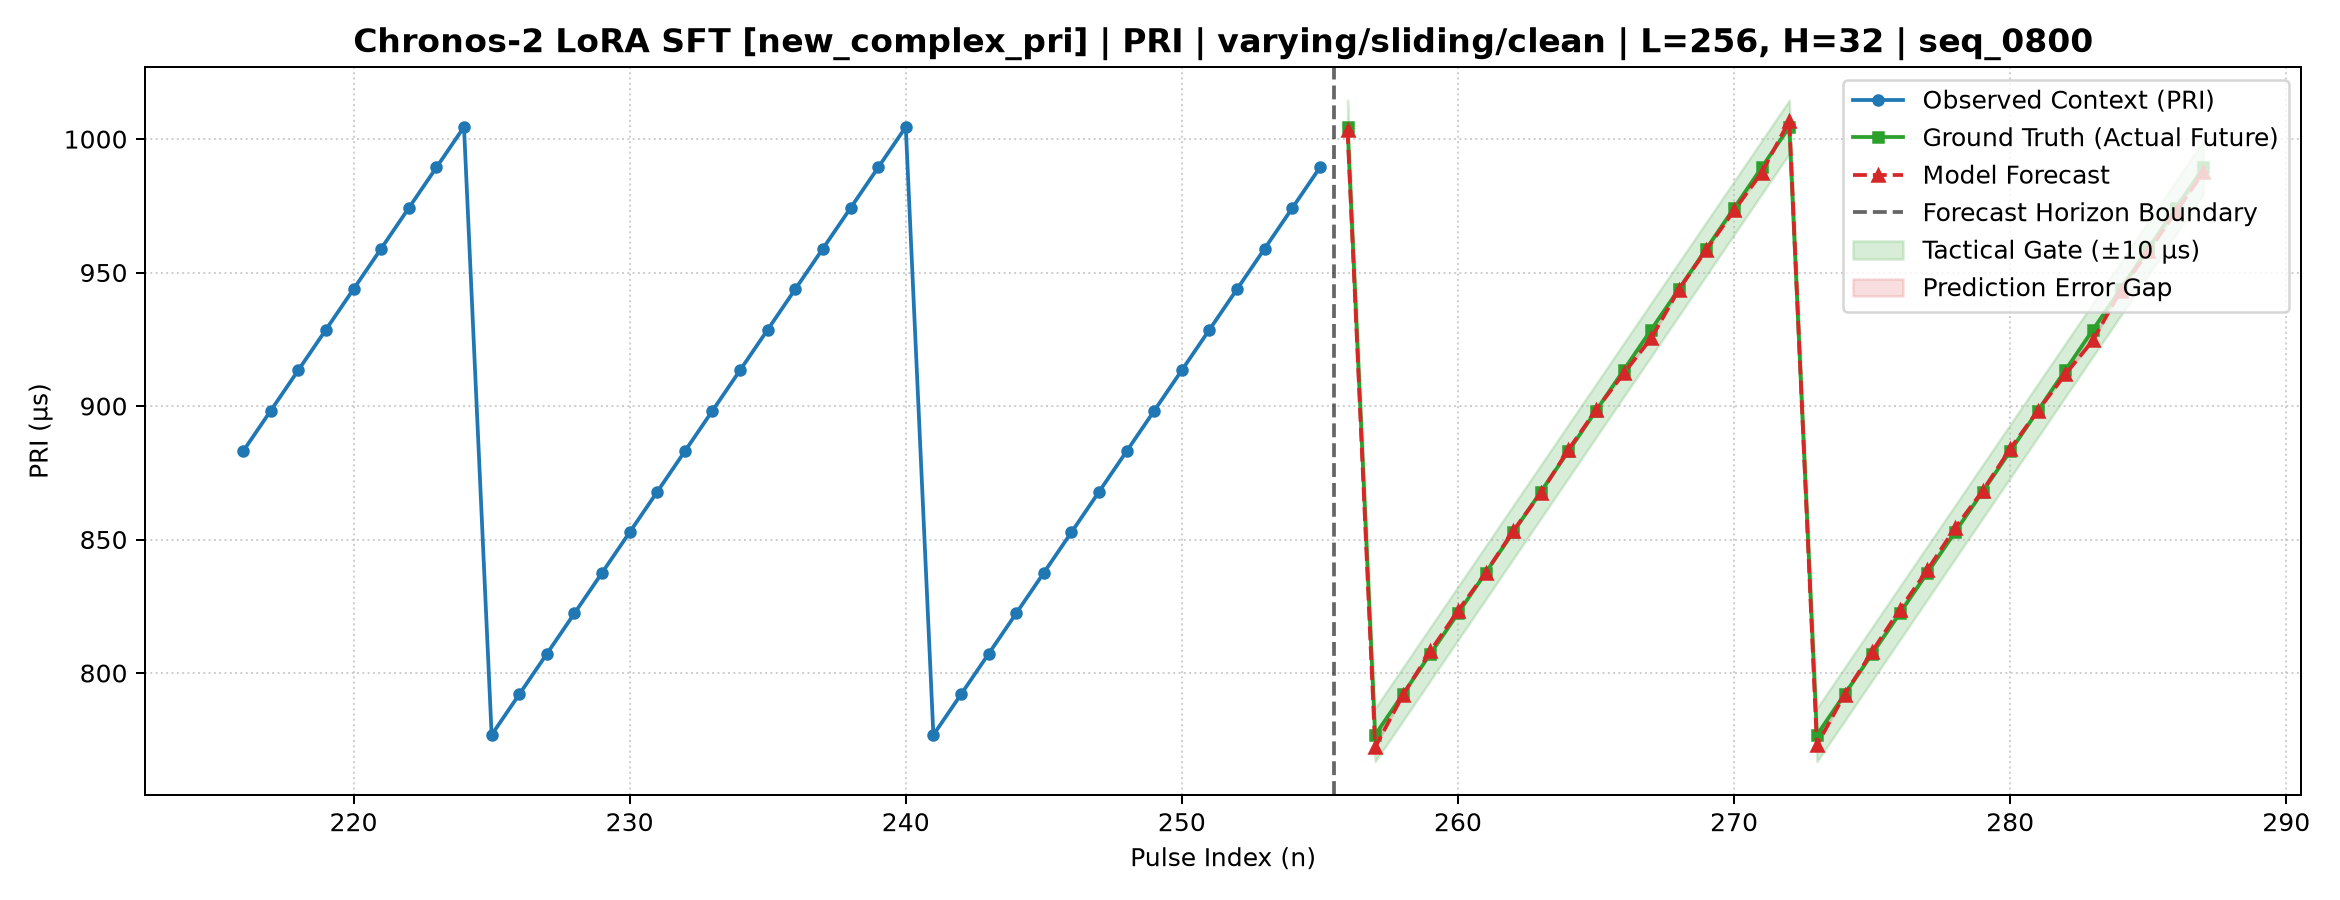 Chronos-2 LoRA SFT [new_complex_pri] | PRI | varying/sliding/clean | L=256, H=32 | seq_0800
Observed Context (PRI)
Ground Truth (Actual Future)
Model Forecast
Forecast Horizon Boundary
Tactical Gate (±10 µs)
Prediction Error Gap
PRI (µs)
1000
950
900
850
800
220 230 240 250 260 270 280 290
Pulse Index (n)